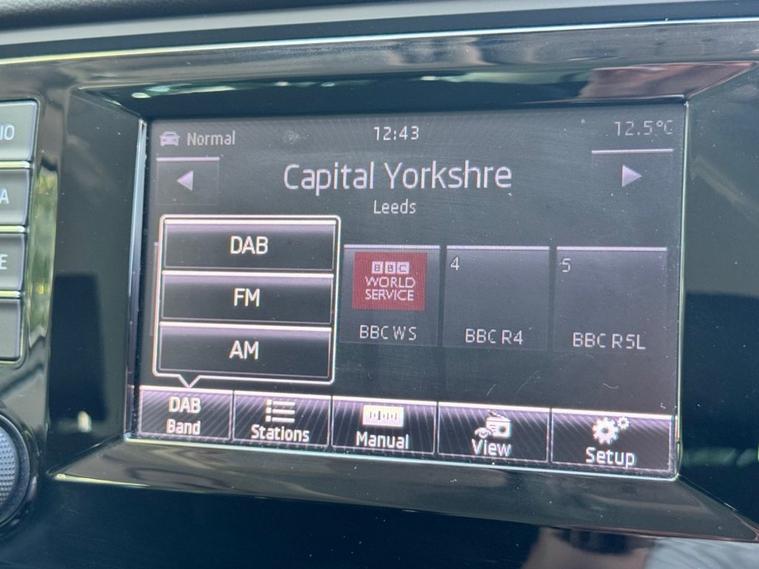 IO
A
E
Normal
12:43
12.5°C
Capital Yorkshre
Leeds
DAB
FM
AM
BBC
WORLD
SERVICE
BBC WS
4
BBC R4
5
BBC R5L
DAB
Band
Stations
Manual
View
Setup